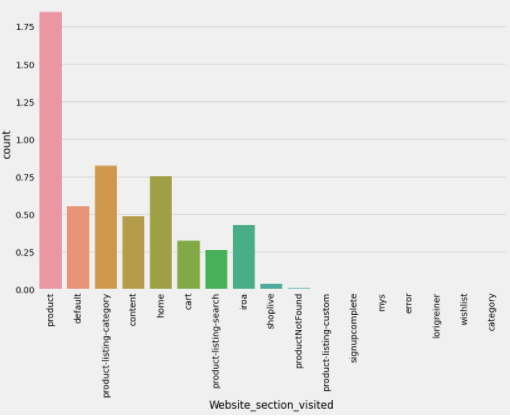 1.75
1.50
1.25
1.00
0.75
0.50
0.25
0.00
count
product
default
product-listing-category
content
home
cart
product-listing-search
iroa
shoplive
productNotFound
product-listing-custom
signupcomplete
mys
error
lorigreiner
wishlist
category
Website_section_visited